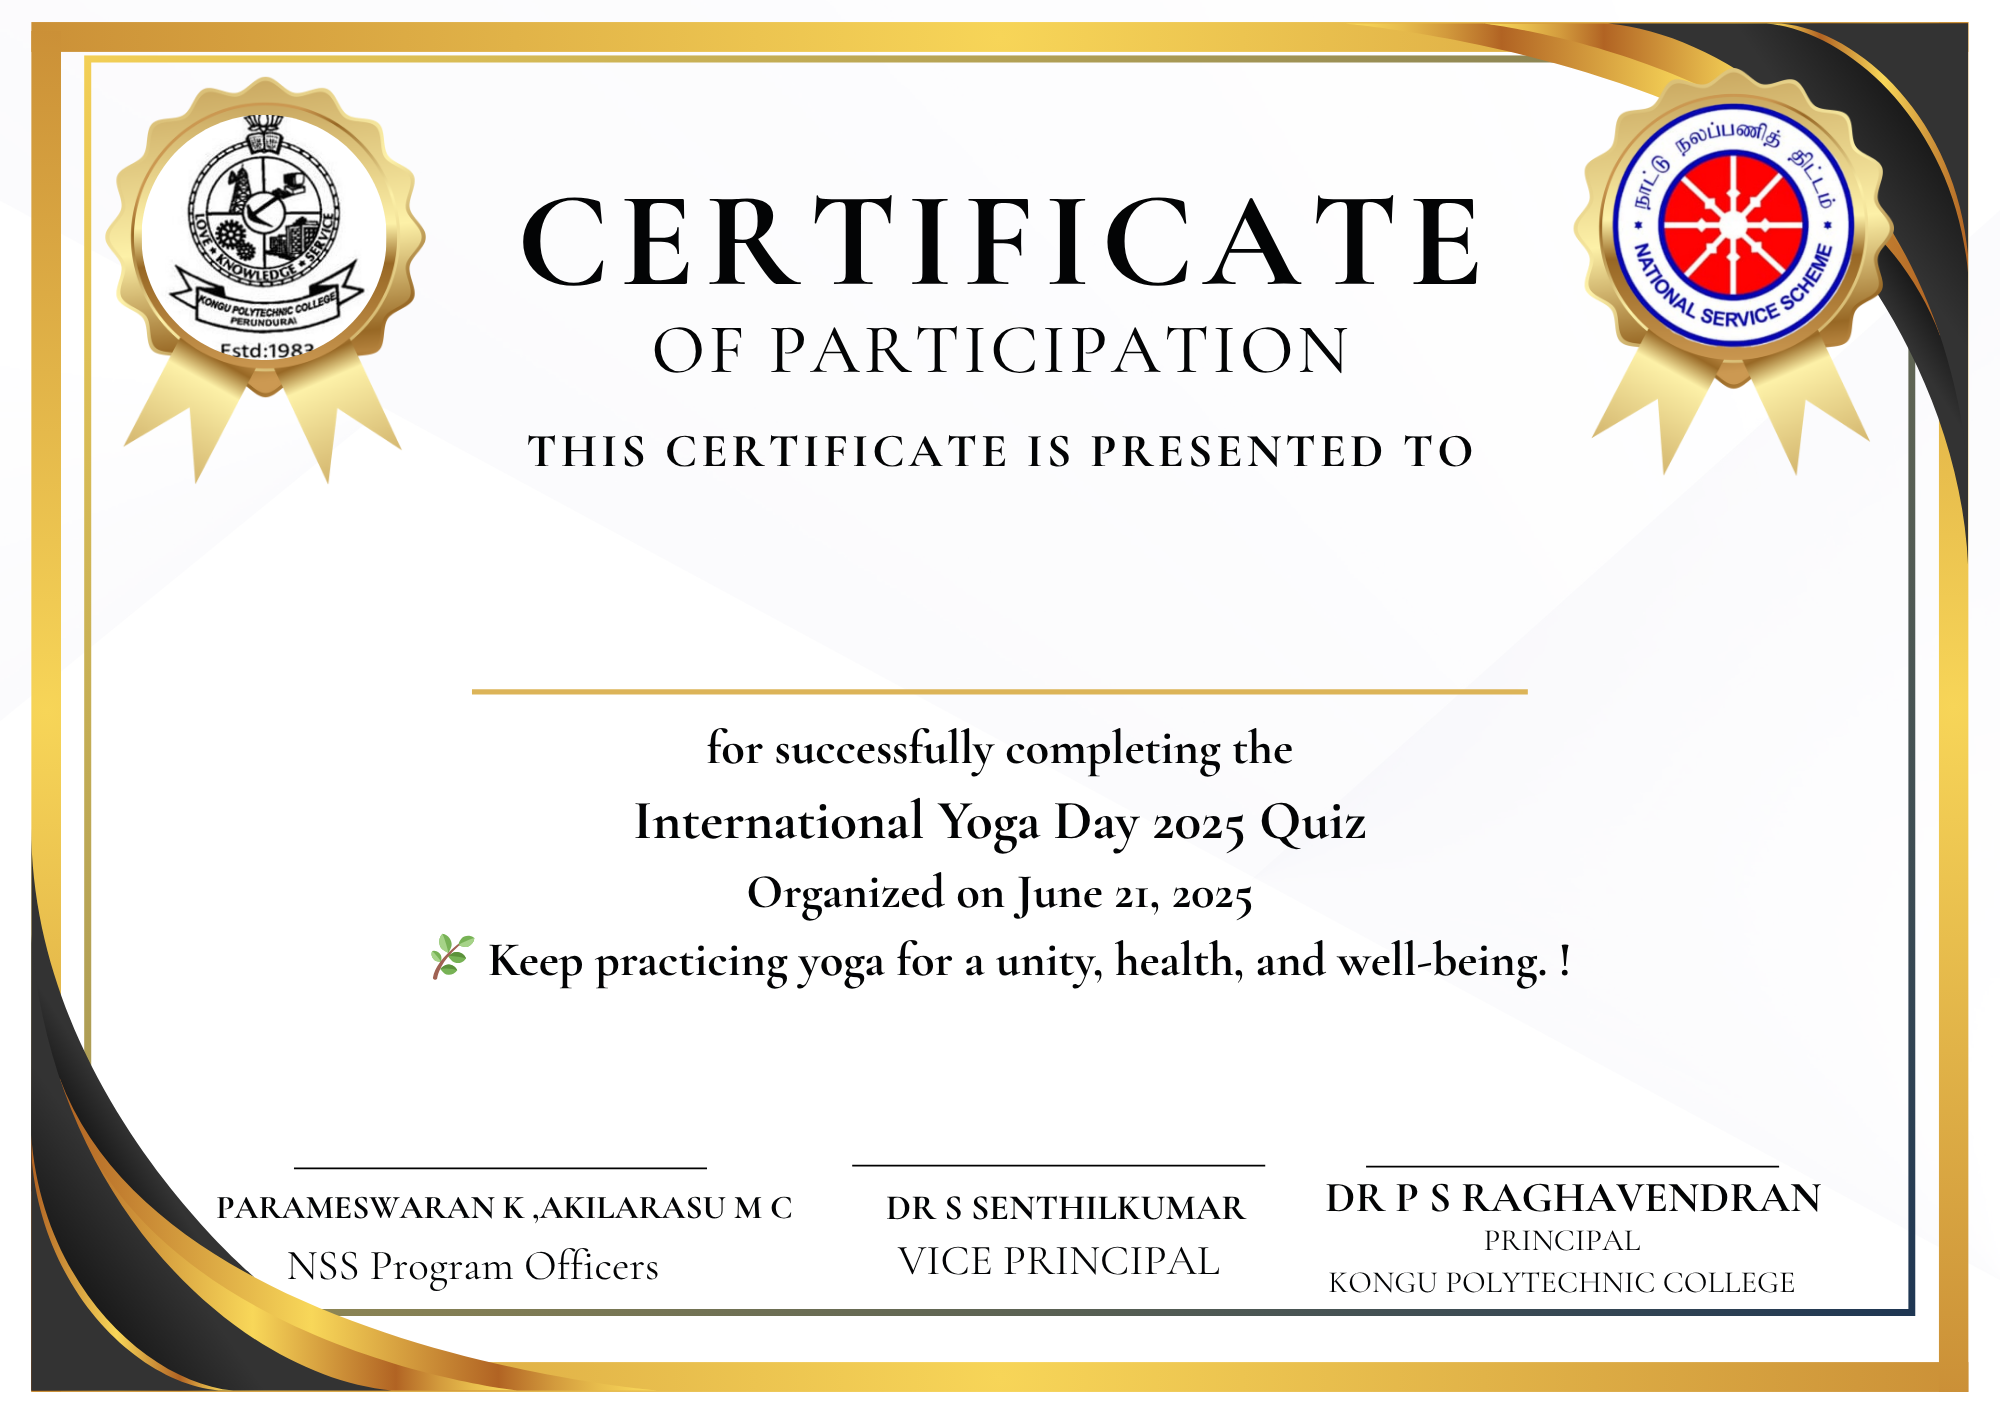 LOVE ★ KNOWLEDGE ★ SERVICE
KONGU POLYTECHNIC COLLEGE
PERUNDURAI
Estd:1983
நாட்டு நலப்பணித் திட்டம்
NATIONAL SERVICE SCHEME
CERTIFICATE
OF PARTICIPATION
THIS CERTIFICATE IS PRESENTED TO
for successfully completing the
International Yoga Day 2025 Quiz
Organized on June 21, 2025
🌿 Keep practicing yoga for a unity, health, and well-being. !
PARAMESWARAN K ,AKILARASU M C
NSS Program Officers
DR S SENTHILKUMAR
VICE PRINCIPAL
DR P S RAGHAVENDRAN
PRINCIPAL
KONGU POLYTECHNIC COLLEGE